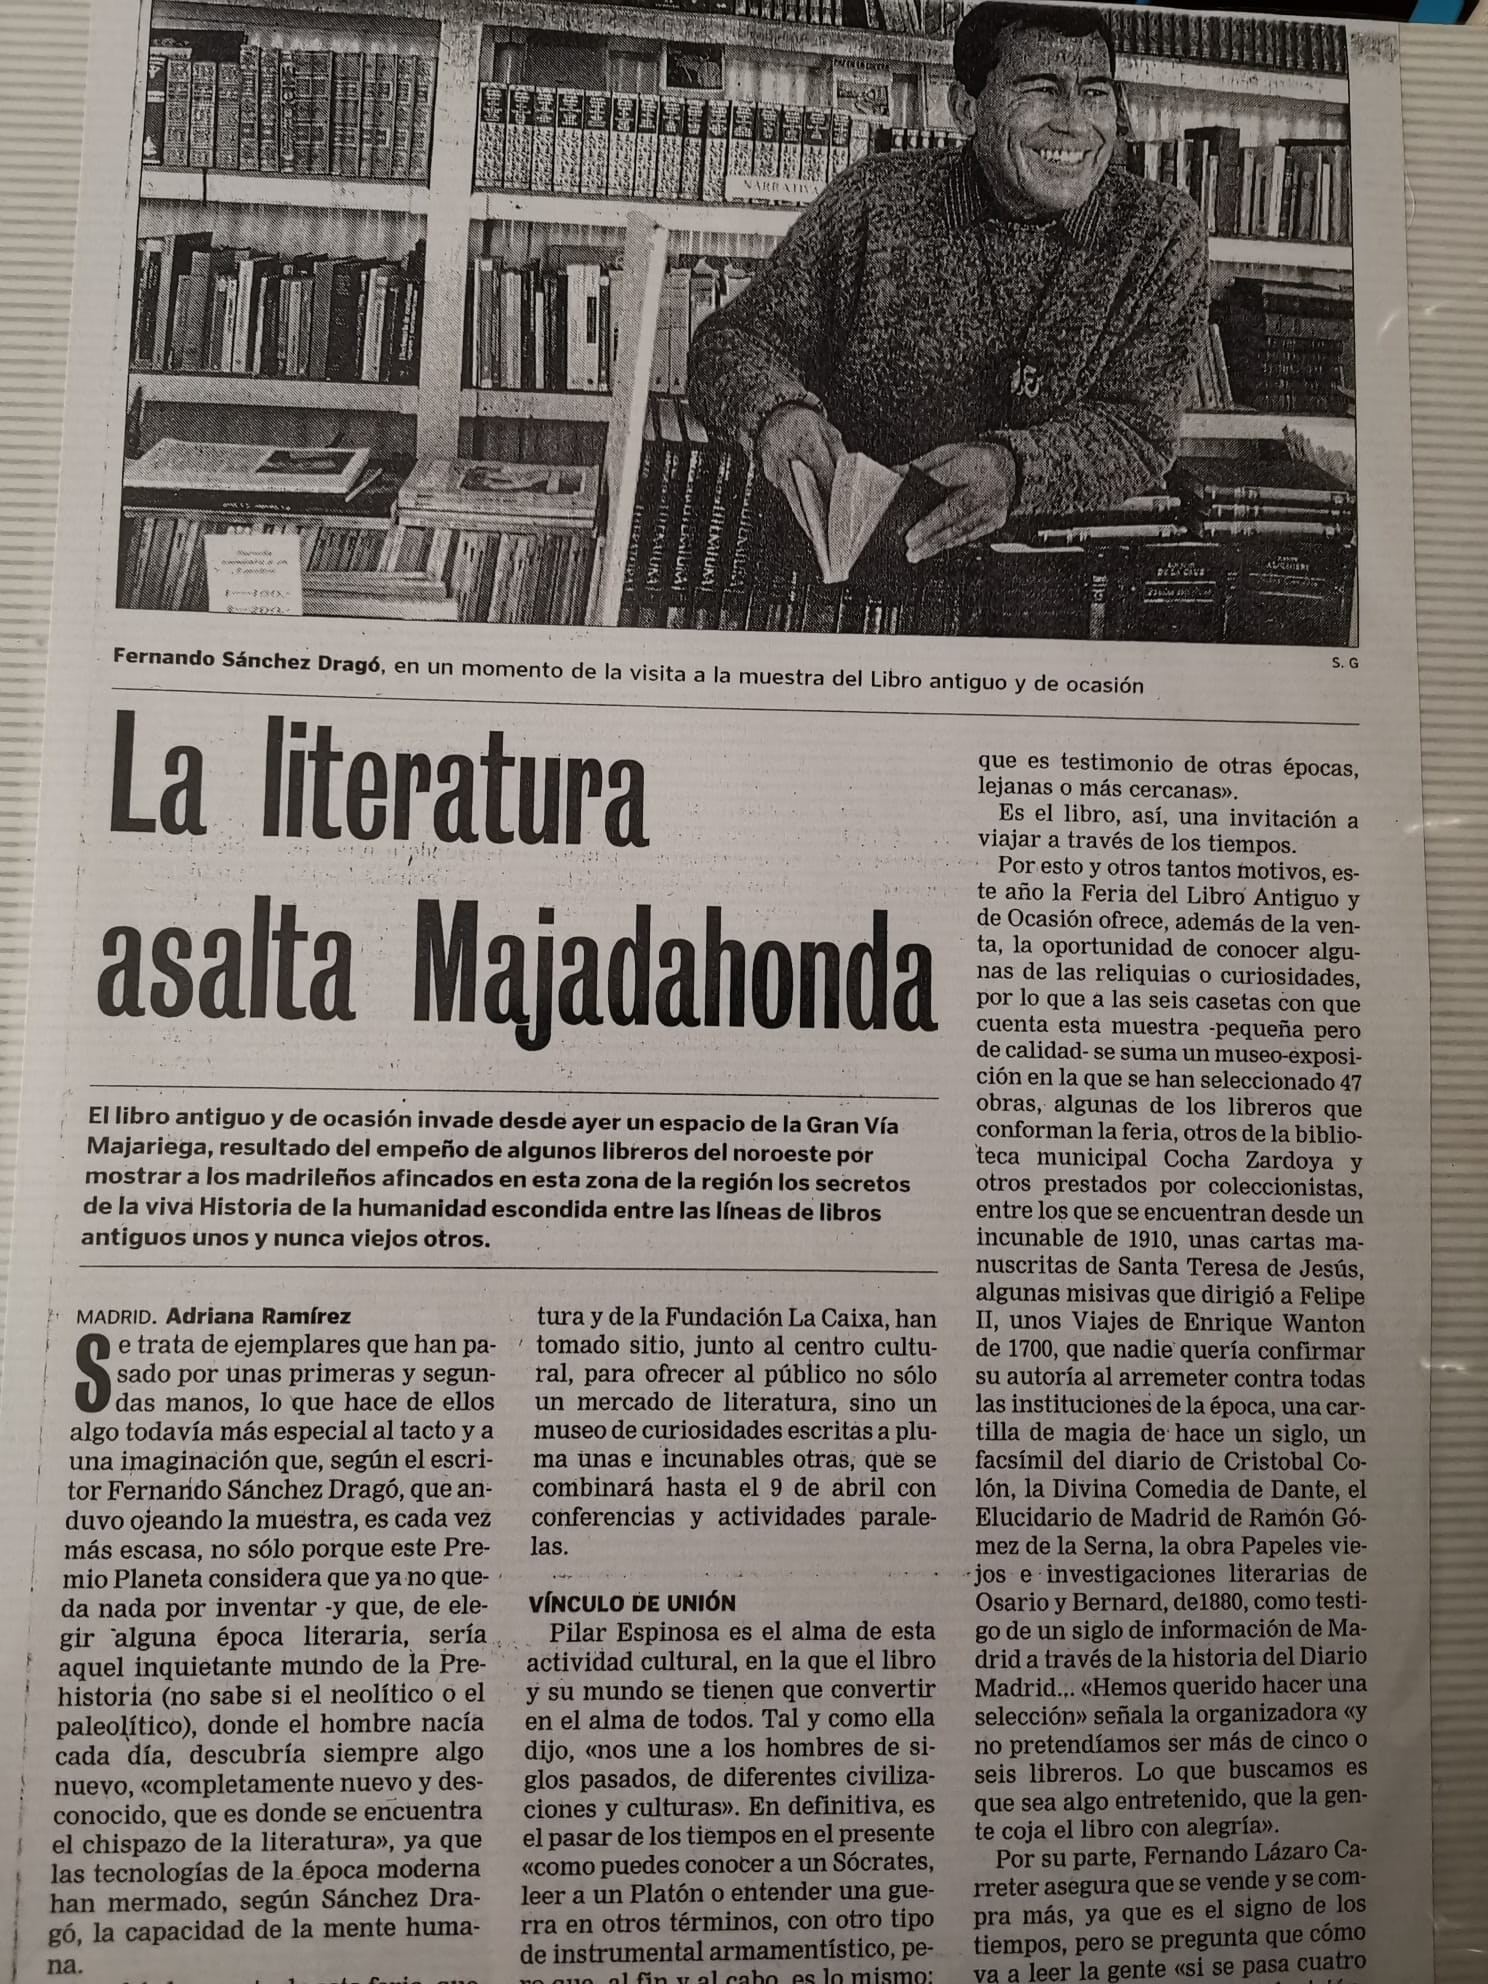 NARRATIVA
Fernando Sánchez Dragó, en un momento de la visita a la muestra del Libro antiguo y de ocasión
S. G
La literatura
asalta Majadahonda
El libro antiguo y de ocasión invade desde ayer un espacio de la Gran Vía
Majariega, resultado del empeño de algunos libreros del noroeste por
mostrar a los madrileños afincados en esta zona de la región los secretos
de la viva Historia de la humanidad escondida entre las líneas de libros
antiguos unos y nunca viejos otros.
MADRID. Adriana Ramírez
Se trata de ejemplares que han pa-
sado por unas primeras y segun-
das manos, lo que hace de ellos
algo todavía más especial al tacto y a
una imaginación que, según el escri-
tor Fernando Sánchez Dragó, que an-
duvo ojeando la muestra, es cada vez
más escasa, no sólo porque este Pre-
mio Planeta considera que ya no que-
da nada por inventar -y que, de ele-
gir alguna época literaria, sería
aquel inquietante mundo de la Pre-
historia (no sabe si el neolítico o el
paleolítico), donde el hombre nacía
cada día, descubría siempre algo
nuevo, «completamente nuevo y des-
conocido, que es donde se encuentra
el chispazo de la literatura», ya que
las tecnologías de la época moderna
han mermado, según Sánchez Dra-
gó, la capacidad de la mente huma-
na.
tura y de la Fundación La Caixa, han
tomado sitio, junto al centro cultu-
ral, para ofrecer al público no sólo
un mercado de literatura, sino un
museo de curiosidades escritas a plu-
ma unas e incunables otras, que se
combinará hasta el 9 de abril con
conferencias y actividades parale-
las.
VÍNCULO DE UNIÓN
Pilar Espinosa es el alma de esta
actividad cultural, en la que el libro
y su mundo se tienen que convertir
en el alma de todos. Tal y como ella
dijo, «nos une a los hombres de si-
glos pasados, de diferentes civiliza-
ciones y culturas». En definitiva, es
el pasar de los tiempos en el presente
«como puedes conocer a un Sócrates,
leer a un Platón o entender una gue-
rra en otros términos, con otro tipo
de instrumental armamentístico, pe-
ro que, al fin y al cabo, es lo mismo;
que es testimonio de otras épocas,
lejanas o más cercanas».
Es el libro, así, una invitación a
viajar a través de los tiempos.
Por esto y otros tantos motivos, es-
te año la Feria del Libro Antiguo y
de Ocasión ofrece, además de la ven-
ta, la oportunidad de conocer algu-
nas de las reliquias o curiosidades,
por lo que a las seis casetas con que
cuenta esta muestra -pequeña pero
de calidad- se suma un museo-exposi-
ción en la que se han seleccionado 47
obras, algunas de los libreros que
conforman la feria, otros de la biblio-
teca municipal Cocha Zardoya y
otros prestados por coleccionistas,
entre los que se encuentran desde un
incunable de 1910, unas cartas ma-
nuscritas de Santa Teresa de Jesús,
algunas misivas que dirigió a Felipe
II, unos Viajes de Enrique Wanton
de 1700, que nadie quería confirmar
su autoría al arremeter contra todas
las instituciones de la época, una car-
tilla de magia de hace un siglo, un
facsímil del diario de Cristobal Co-
lón, la Divina Comedia de Dante, el
Elucidario de Madrid de Ramón Gó-
mez de la Serna, la obra Papeles vie-
jos e investigaciones literarias de
Osario y Bernard, de1880, como testi-
go de un siglo de información de Ma-
drid a través de la historia del Diario
Madrid... «Hemos querido hacer una
selección» señala la organizadora «y
no pretendíamos ser más de cinco o
seis libreros. Lo que buscamos es
que sea algo entretenido, que la gen-
te coja el libro con alegría».
Por su parte, Fernando Lázaro Ca-
rreter asegura que se vende y se com-
pra más, ya que es el signo de los
tiempos, pero se pregunta que cómo
va a leer la gente «si se pasa cuatro